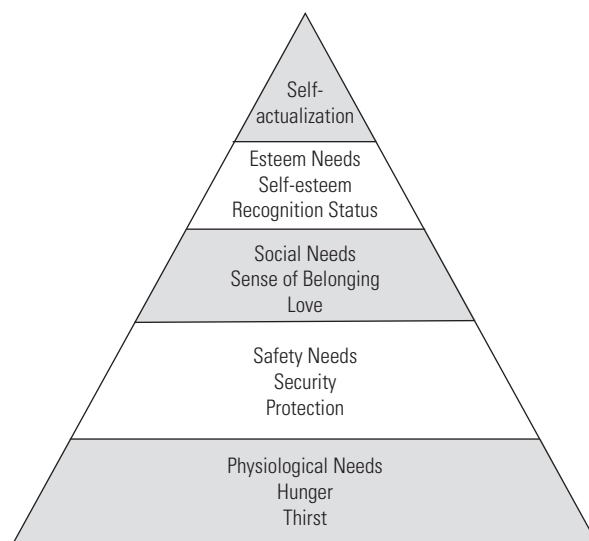 Self-
actualization
Esteem Needs
Self-esteem
Recognition Status
Social Needs
Sense of Belonging
Love
Safety Needs
Security
Protection
Physiological Needs
Hunger
Thirst